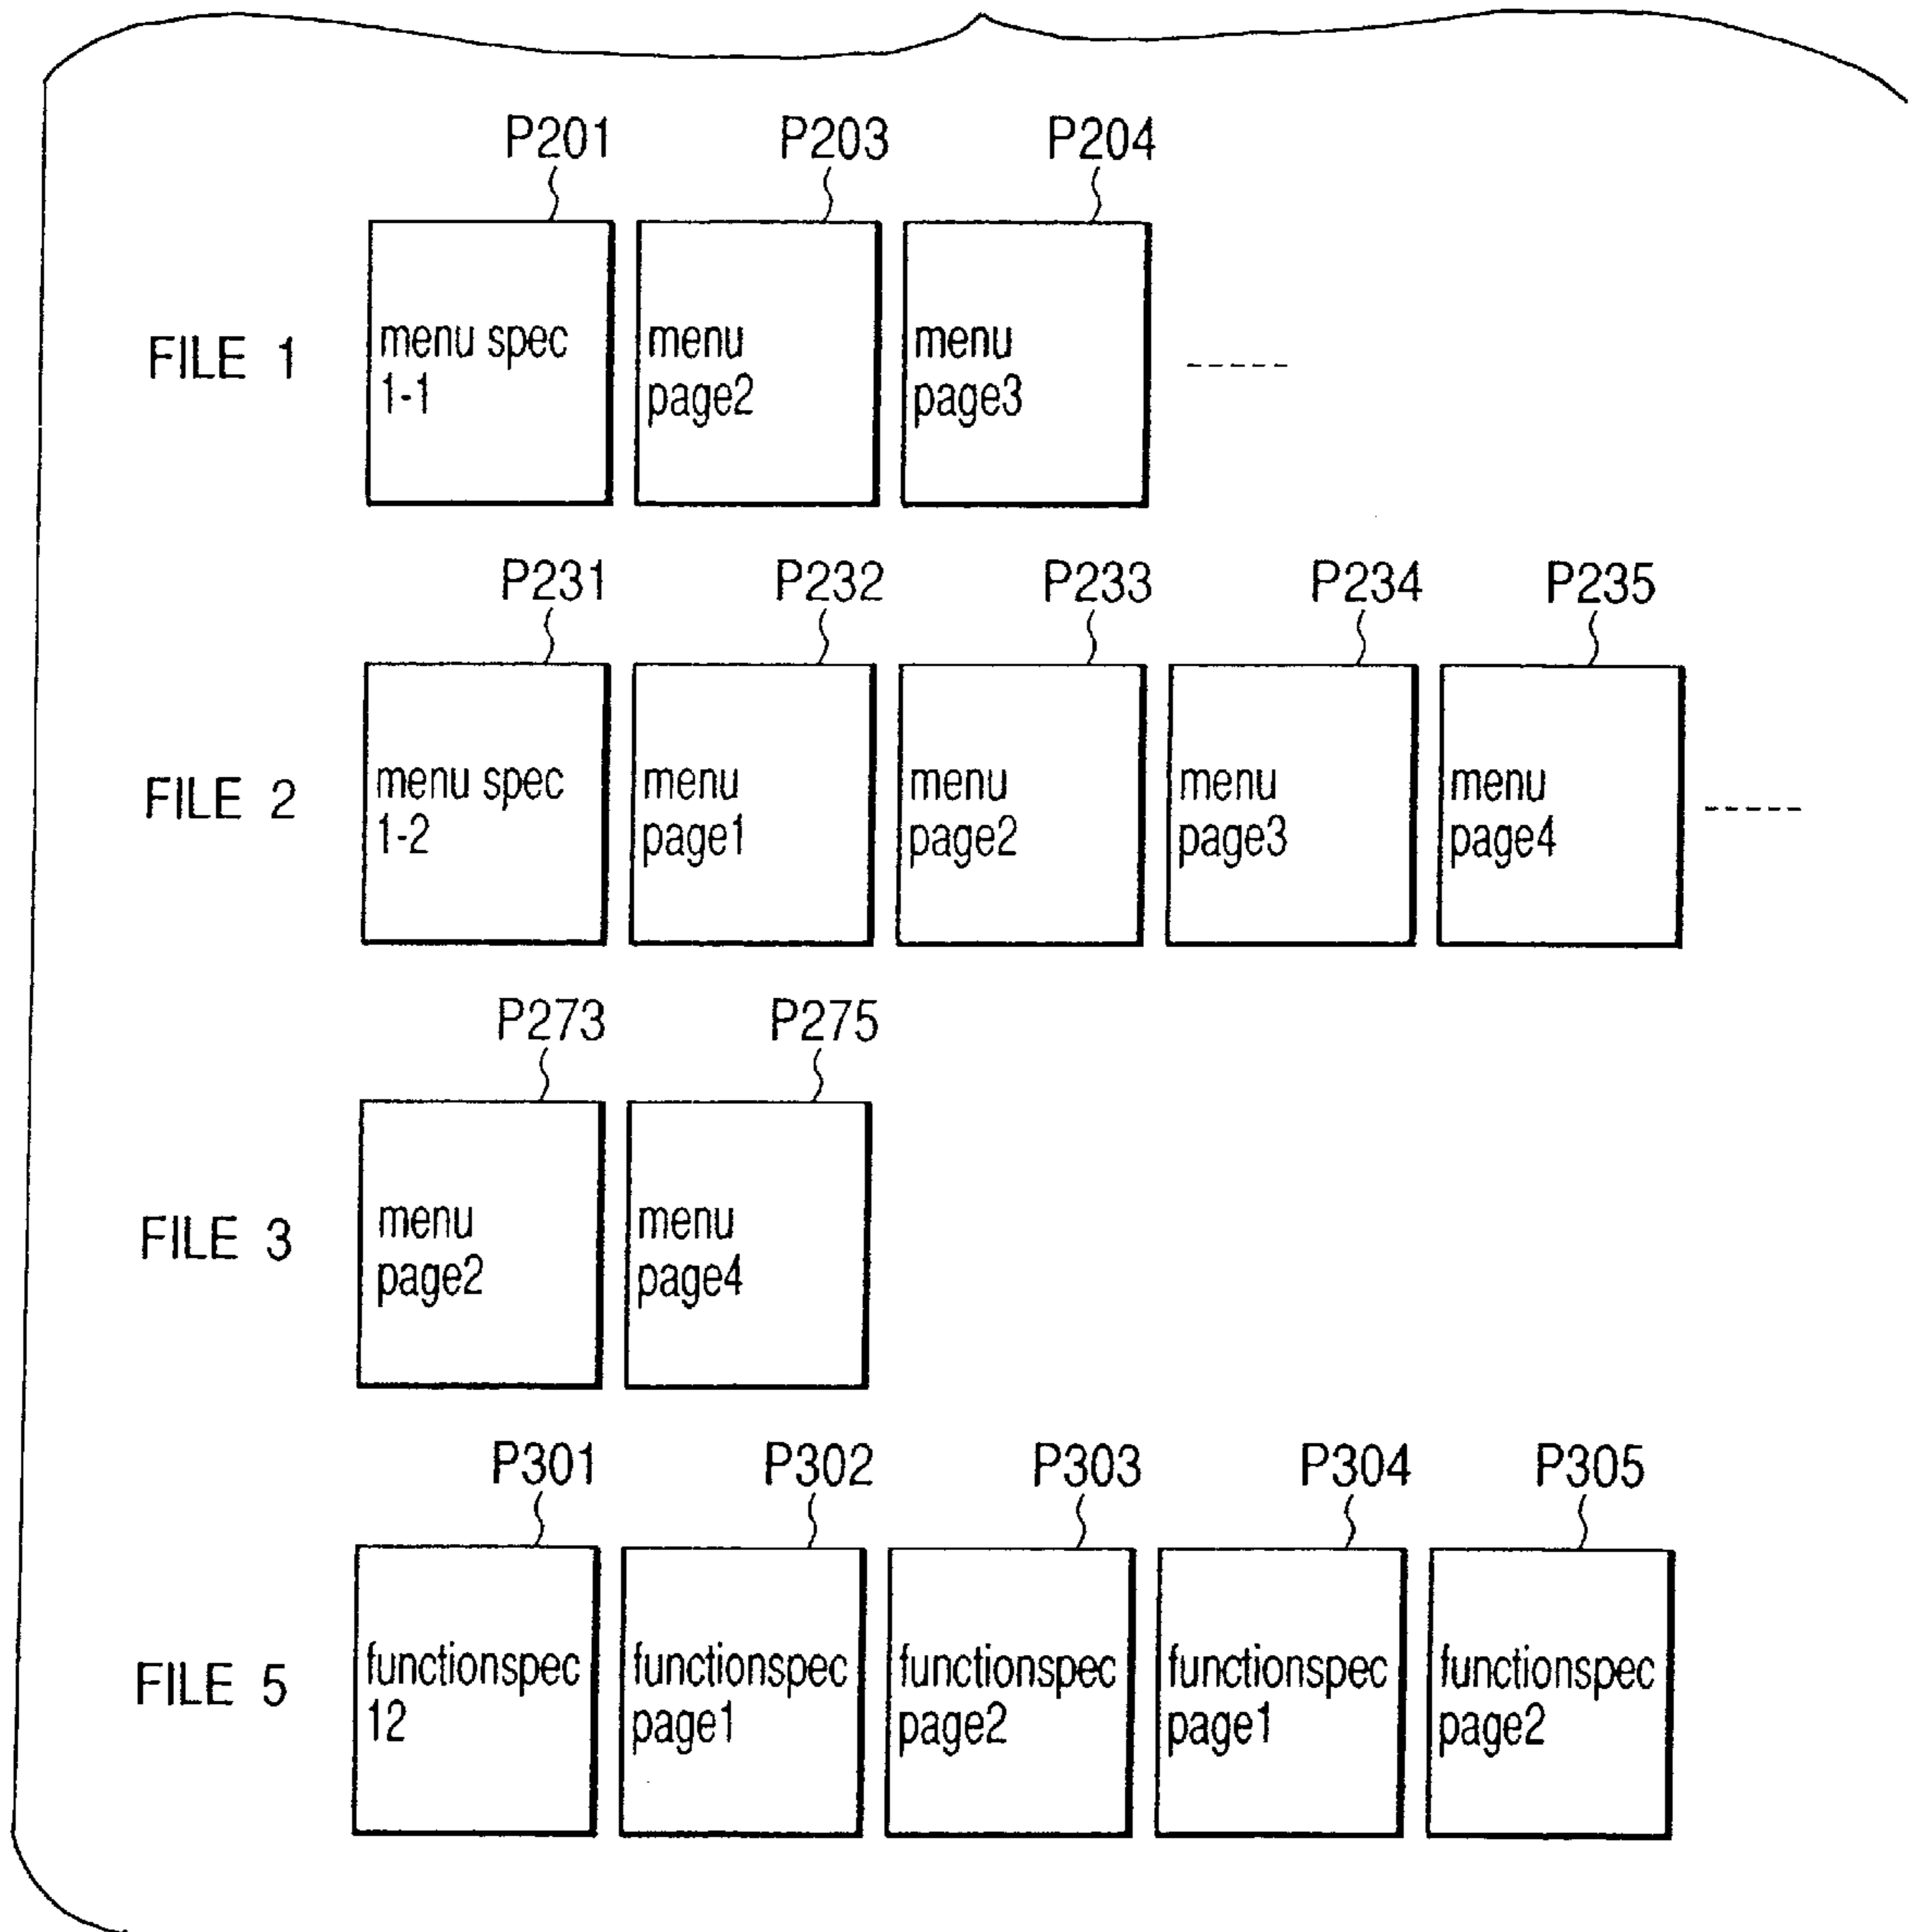 P201 P203 P204
FILE 1
menu spec
1-1
menu
page2
menu
page3
P231 P232 P233 P234 P235
FILE 2
menu spec
1-2
menu
page1
menu
page2
menu
page3
menu
page4
P273 P275
FILE 3
menu
page2
menu
page4
P301 P302 P303 P304 P305
FILE 5
functionspec
12
functionspec
page1
functionspec
page2
functionspec
page1
functionspec
page2